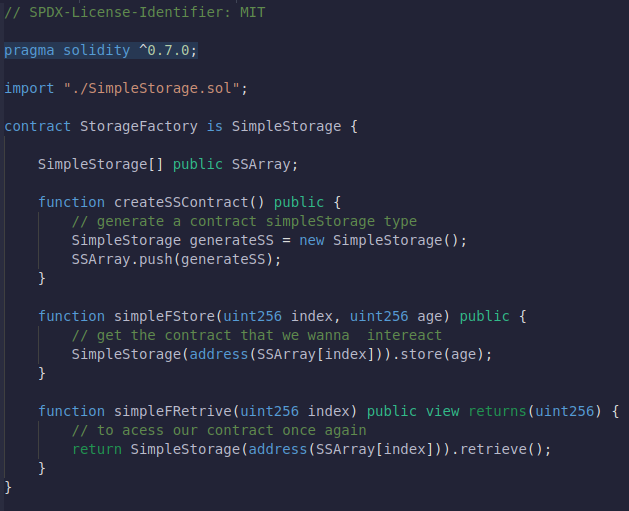 // SPDX-License-Identifier: MIT
pragma solidity ^0.7.0;
import "./SimpleStorage.sol";
contract StorageFactory is SimpleStorage {
SimpleStorage[] public SSArray;
function createSSContract() public {
// generate a contract simpleStorage type
SimpleStorage generateSS = new SimpleStorage();
SSArray.push(generateSS);
}
function simpleFStore(uint256 index, uint256 age) public {
// get the contract that we wanna  intereact
SimpleStorage(address(SSArray[index])).store(age);
}
function simpleFRetrive(uint256 index) public view returns(uint256) {
// to acess our contract once again
return SimpleStorage(address(SSArray[index])).retrieve();
}
}